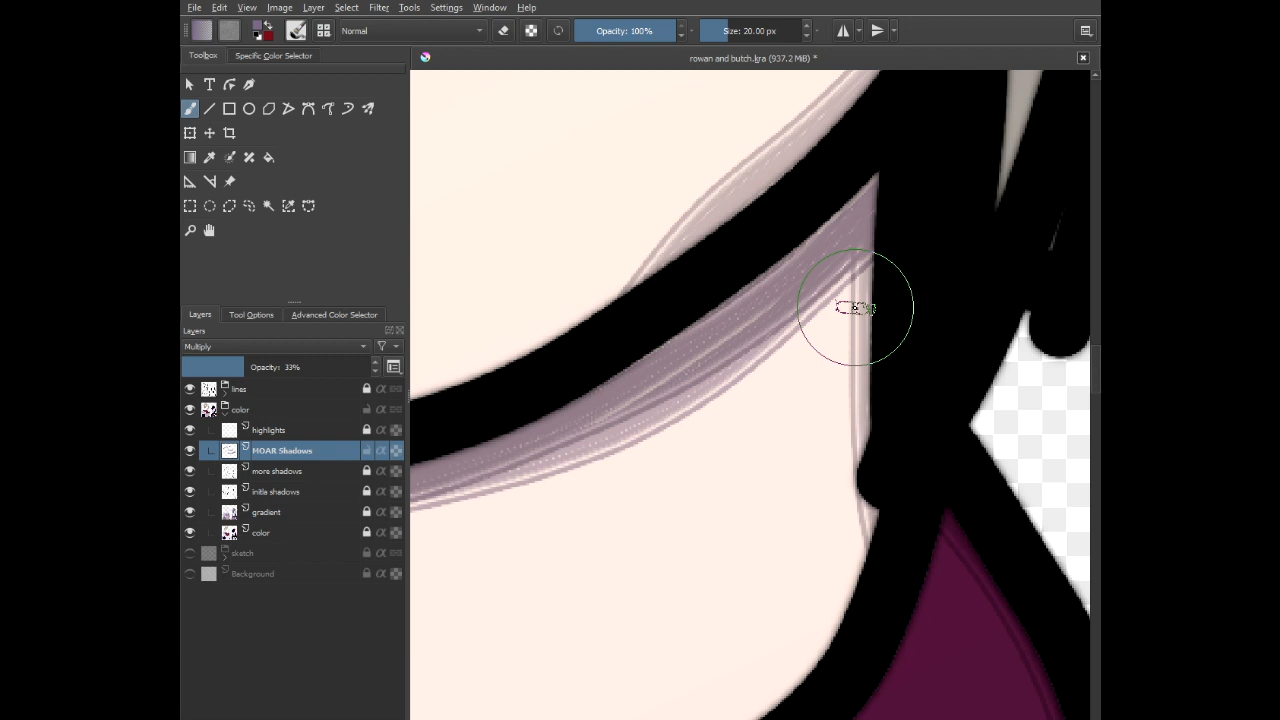 File Edit View Image Layer Select Filter Tools Settings Window Help
Normal Opacity: 100% Size: 20.00 px
Toolbox Specific Color Selector
rowan and butch.kra (937.2 MiB) *
Layers Tool Options Advanced Color Selector
Layers
Multiply
Opacity: 33%
lines
color
highlights
MOAR Shadows
more shadows
initla shadows
gradient
color
sketch
Background